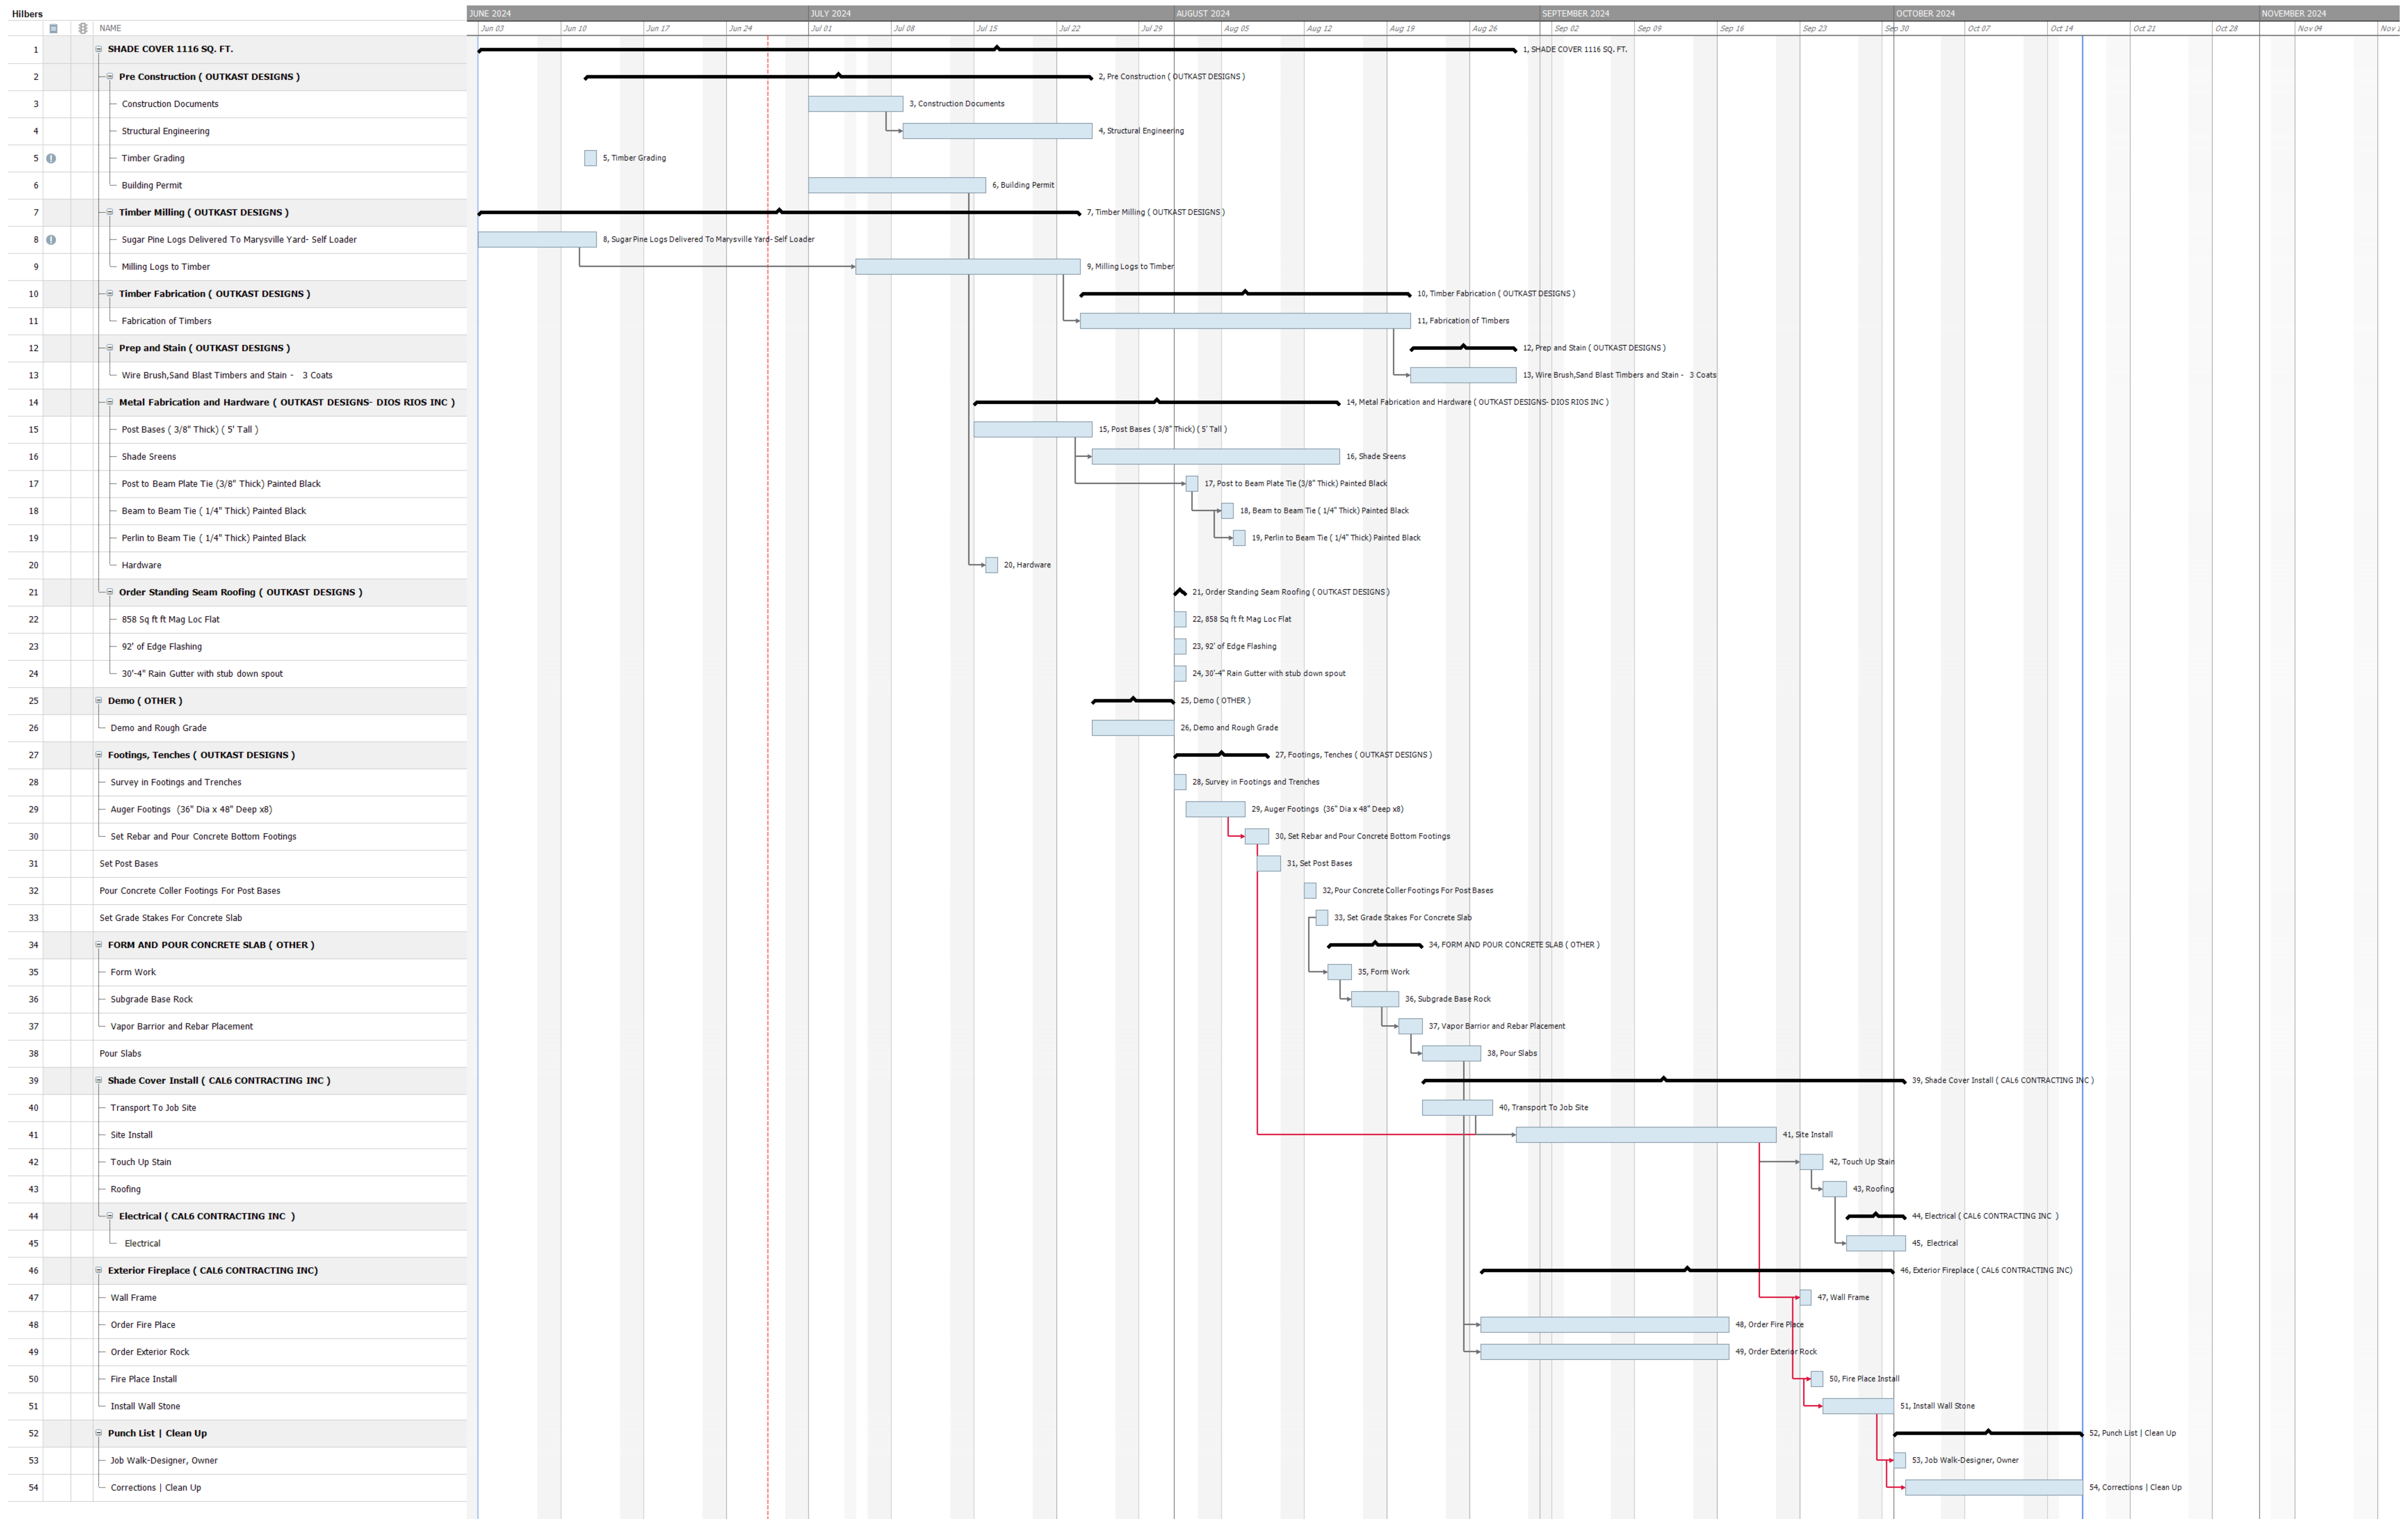 Hilbers
JUNE 2024 JULY 2024 AUGUST 2024 SEPTEMBER 2024 OCTOBER 2024 NOVEMBER 2024
NAME Jun 03 Jun 10 Jun 17 Jun 24 Jul 01 Jul 08 Jul 15 Jul 22 Jul 29 Aug 05 Aug 12 Aug 19 Aug 26 Sep 02 Sep 09 Sep 16 Sep 23 Sep 30 Oct 07 Oct 14 Oct 21 Oct 28 Nov 04 Nov 1
1 SHADE COVER 1116 SQ. FT. 1, SHADE COVER 1116 SQ. FT.
2 Pre Construction ( OUTKAST DESIGNS ) 2, Pre Construction ( OUTKAST DESIGNS )
3 Construction Documents 3, Construction Documents
4 Structural Engineering 4, Structural Engineering
5 Timber Grading 5, Timber Grading
6 Building Permit 6, Building Permit
7 Timber Milling ( OUTKAST DESIGNS ) 7, Timber Milling ( OUTKAST DESIGNS )
8 Sugar Pine Logs Delivered To Marysville Yard- Self Loader 8, Sugar Pine Logs Delivered To Marysville Yard- Self Loader
9 Milling Logs to Timber 9, Milling Logs to Timber
10 Timber Fabrication ( OUTKAST DESIGNS ) 10, Timber Fabrication ( OUTKAST DESIGNS )
11 Fabrication of Timbers 11, Fabrication of Timbers
12 Prep and Stain ( OUTKAST DESIGNS ) 12, Prep and Stain ( OUTKAST DESIGNS )
13 Wire Brush,Sand Blast Timbers and Stain - 3 Coats 13, Wire Brush,Sand Blast Timbers and Stain - 3 Coats
14 Metal Fabrication and Hardware ( OUTKAST DESIGNS- DIOS RIOS INC ) 14, Metal Fabrication and Hardware ( OUTKAST DESIGNS- DIOS RIOS INC )
15 Post Bases ( 3/8" Thick) ( 5' Tall ) 15, Post Bases ( 3/8" Thick) ( 5' Tall )
16 Shade Sreens 16, Shade Sreens
17 Post to Beam Plate Tie (3/8" Thick) Painted Black 17, Post to Beam Plate Tie (3/8" Thick) Painted Black
18 Beam to Beam Tie ( 1/4" Thick) Painted Black 18, Beam to Beam Tie ( 1/4" Thick) Painted Black
19 Perlin to Beam Tie ( 1/4" Thick) Painted Black 19, Perlin to Beam Tie ( 1/4" Thick) Painted Black
20 Hardware 20, Hardware
21 Order Standing Seam Roofing ( OUTKAST DESIGNS ) 21, Order Standing Seam Roofing ( OUTKAST DESIGNS )
22 858 Sq ft ft Mag Loc Flat 22, 858 Sq ft ft Mag Loc Flat
23 92' of Edge Flashing 23, 92' of Edge Flashing
24 30'-4" Rain Gutter with stub down spout 24, 30'-4" Rain Gutter with stub down spout
25 Demo ( OTHER ) 25, Demo ( OTHER )
26 Demo and Rough Grade 26, Demo and Rough Grade
27 Footings, Tenches ( OUTKAST DESIGNS ) 27, Footings, Tenches ( OUTKAST DESIGNS )
28 Survey in Footings and Trenches 28, Survey in Footings and Trenches
29 Auger Footings (36" Dia x 48" Deep x8) 29, Auger Footings (36" Dia x 48" Deep x8)
30 Set Rebar and Pour Concrete Bottom Footings 30, Set Rebar and Pour Concrete Bottom Footings
31 Set Post Bases 31, Set Post Bases
32 Pour Concrete Coller Footings For Post Bases 32, Pour Concrete Coller Footings For Post Bases
33 Set Grade Stakes For Concrete Slab 33, Set Grade Stakes For Concrete Slab
34 FORM AND POUR CONCRETE SLAB ( OTHER ) 34, FORM AND POUR CONCRETE SLAB ( OTHER )
35 Form Work 35, Form Work
36 Subgrade Base Rock 36, Subgrade Base Rock
37 Vapor Barrier and Rebar Placement 37, Vapor Barrier and Rebar Placement
38 Pour Slabs 38, Pour Slabs
39 Shade Cover Install ( CAL6 CONTRACTING INC ) 39, Shade Cover Install ( CAL6 CONTRACTING INC )
40 Transport To Job Site 40, Transport To Job Site
41 Site Install 41, Site Install
42 Touch Up Stain 42, Touch Up Stain
43 Roofing 43, Roofing
44 Electrical ( CAL6 CONTRACTING INC ) 44, Electrical ( CAL6 CONTRACTING INC )
45 Electrical 45, Electrical
46 Exterior Fireplace ( CAL6 CONTRACTING INC) 46, Exterior Fireplace ( CAL6 CONTRACTING INC)
47 Wall Frame 47, Wall Frame
48 Order Fire Place 48, Order Fire Place
49 Order Exterior Rock 49, Order Exterior Rock
50 Fire Place Install 50, Fire Place Install
51 Install Wall Stone 51, Install Wall Stone
52 Punch List | Clean Up 52, Punch List | Clean Up
53 Job Walk-Designer, Owner 53, Job Walk-Designer, Owner
54 Corrections | Clean Up 54, Corrections | Clean Up